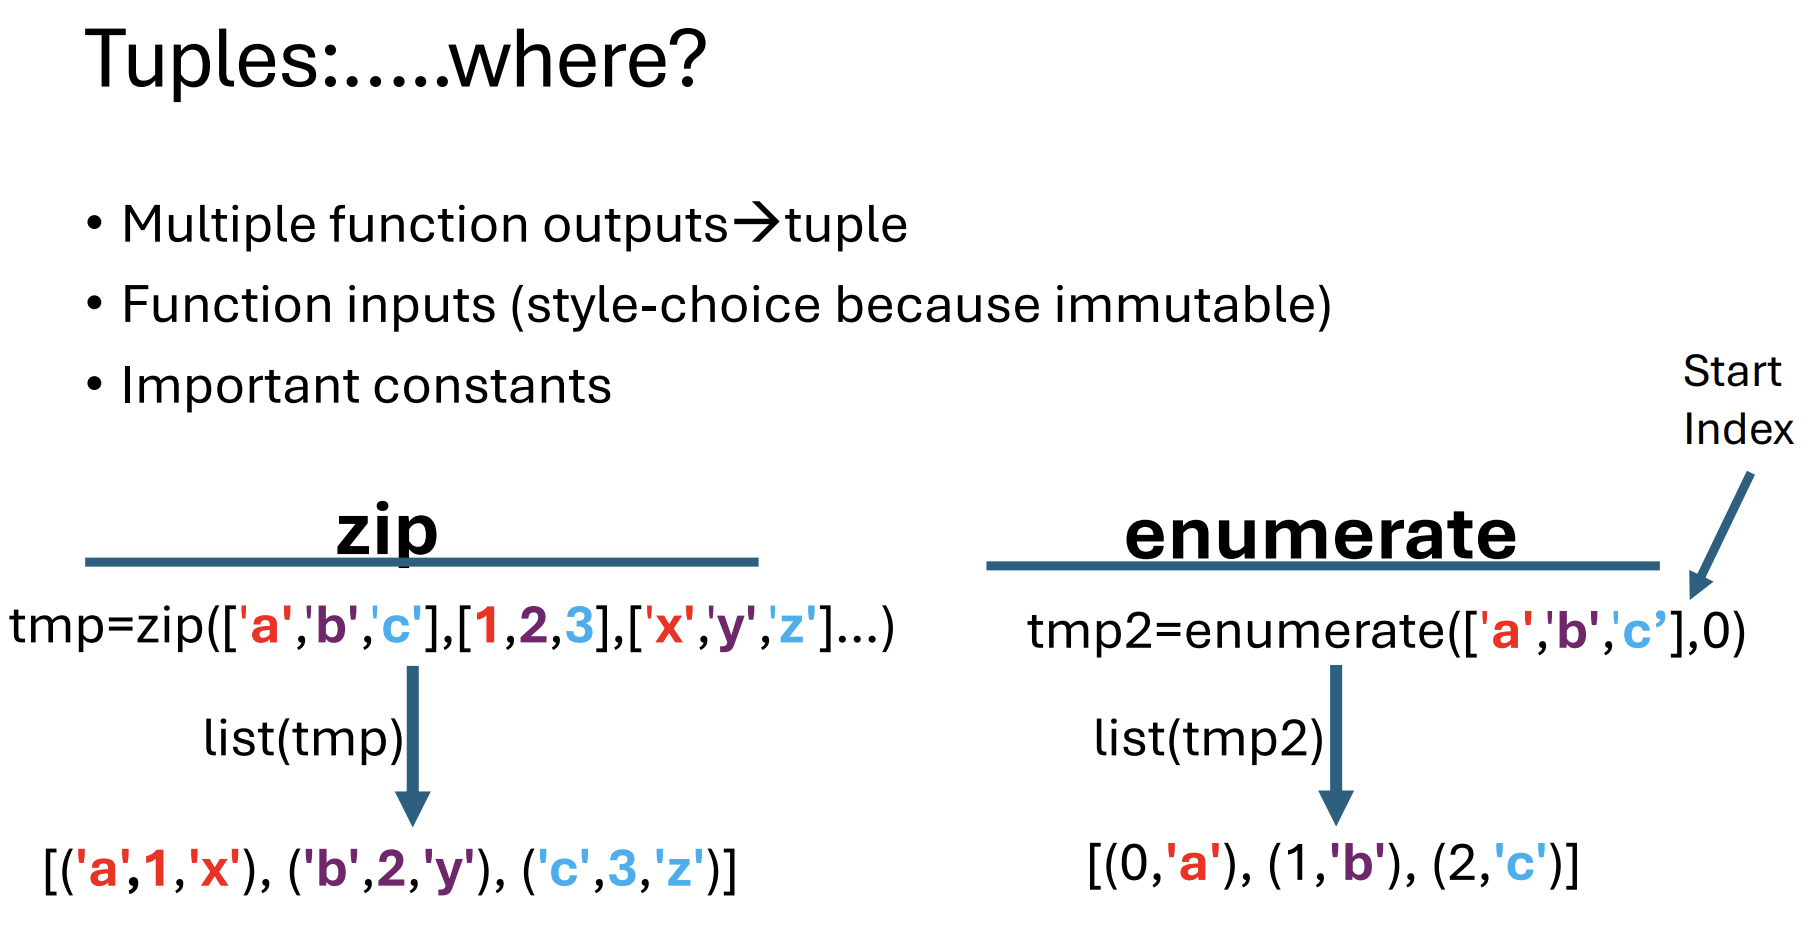 Tuples:.....where?
• Multiple function outputs→tuple
• Function inputs (style-choice because immutable)
• Important constants
Start
Index
zip
enumerate
tmp=zip(['a','b','c'],[1,2,3],['x','y','z']...)
tmp2=enumerate(['a','b','c’],0)
list(tmp)
list(tmp2)
[('a',1,'x'), ('b',2,'y'), ('c',3,'z')]
[(0,'a'), (1,'b'), (2,'c')]